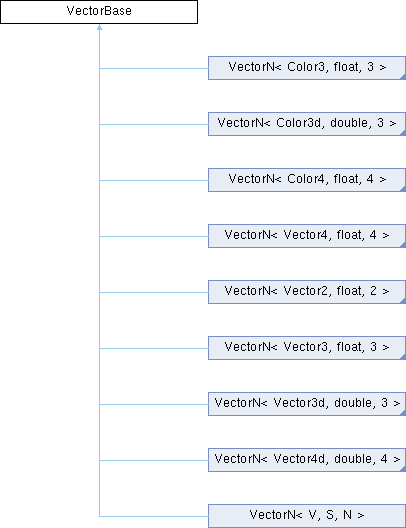 VectorBase
VectorN< Color3, float, 3 >
VectorN< Color3d, double, 3 >
VectorN< Color4, float, 4 >
VectorN< Vector4, float, 4 >
VectorN< Vector2, float, 2 >
VectorN< Vector3, float, 3 >
VectorN< Vector3d, double, 3 >
VectorN< Vector4d, double, 4 >
VectorN< V, S, N >